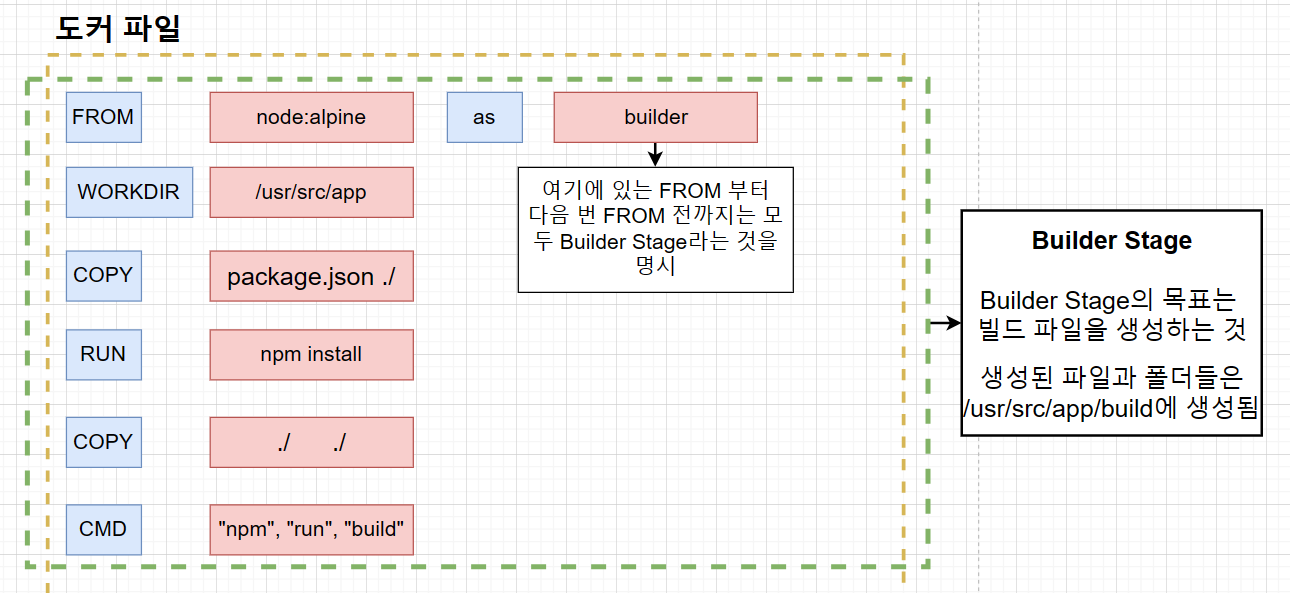 도커 파일
FROM node:alpine as builder
WORKDIR /usr/src/app
여기에 있는 FROM 부터
다음 번 FROM 전까지는 모
두 Builder Stage라는 것을
명시
COPY package.json ./
RUN npm install
COPY ./ ./
CMD "npm", "run", "build"
Builder Stage
Builder Stage의 목표는
빌드 파일을 생성하는 것
생성된 파일과 폴더들은
/usr/src/app/build에 생성됨